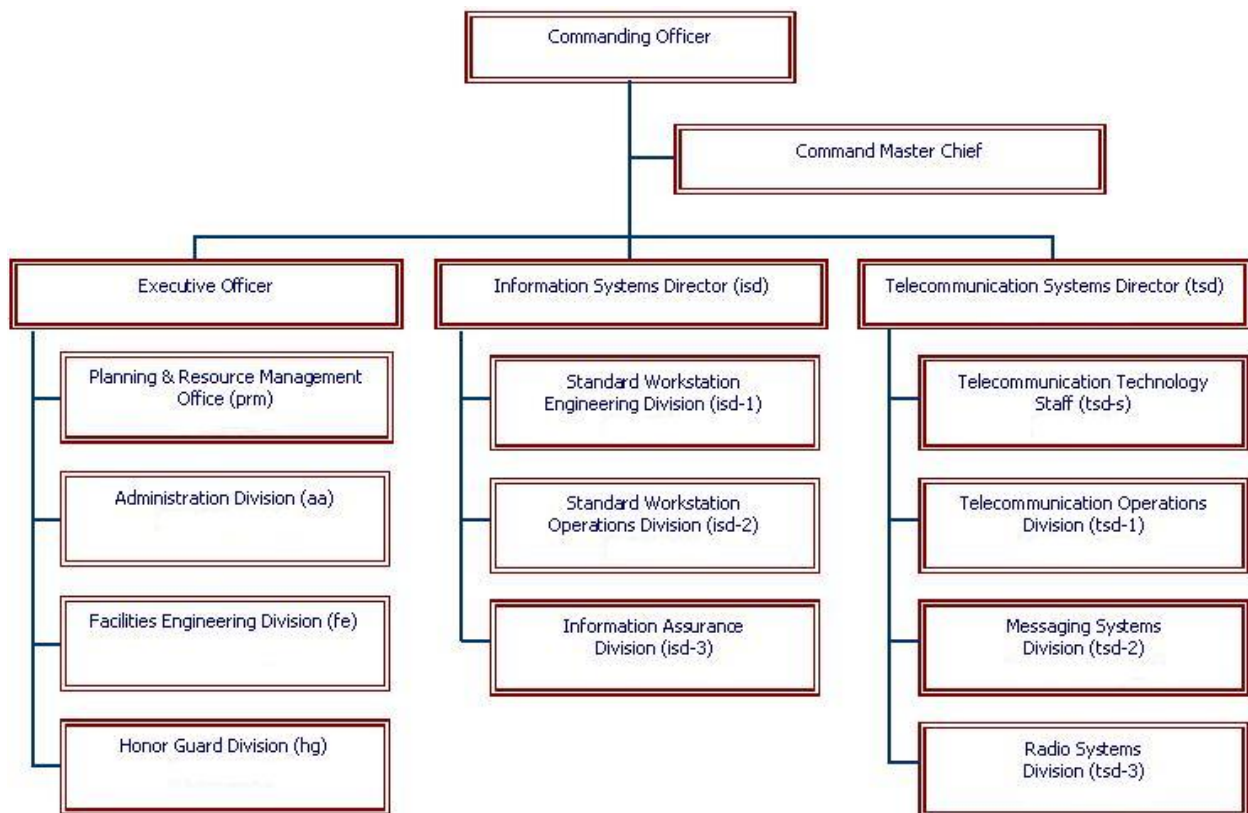 Commanding Officer
Command Master Chief
Executive Officer
Planning & Resource Management
Office (prm)
Administration Division (aa)
Facilities Engineering Division (fe)
Honor Guard Division (hg)
Information Systems Director (isd)
Standard Workstation
Engineering Division (isd-1)
Standard Workstation
Operations Division (isd-2)
Information Assurance
Division (isd-3)
Telecommunication Systems Director (tsd)
Telecommunication Technology
Staff (tsd-s)
Telecommunication Operations
Division (tsd-1)
Messaging Systems
Division (tsd-2)
Radio Systems
Division (tsd-3)